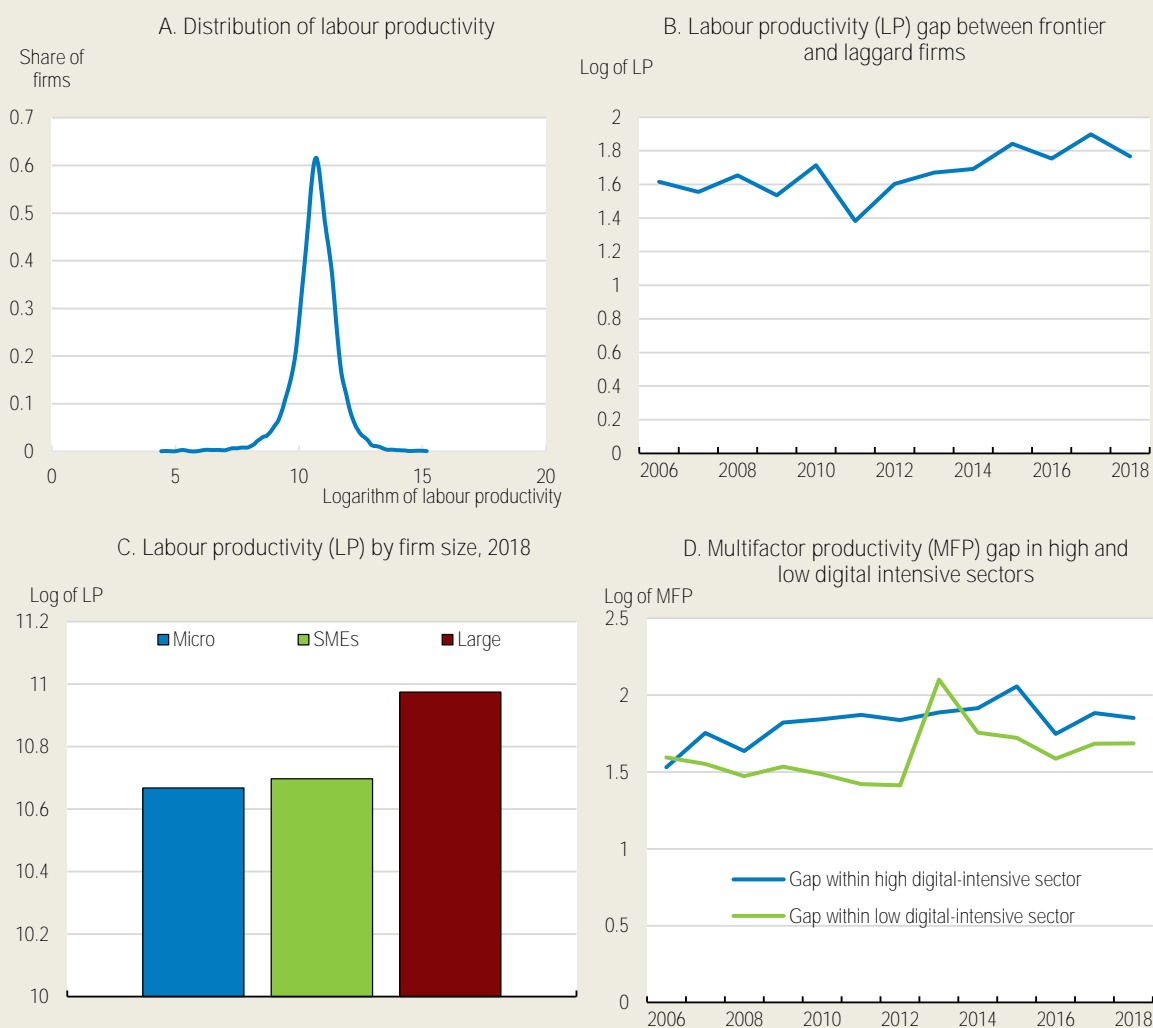 A. Distribution of labour productivity
Share of
firms
0.7
0.6
0.5
0.4
0.3
0.2
0.1
0
0 5 10 15 20
Logarithm of labour productivity
B. Labour productivity (LP) gap between frontier
and laggard firms
Log of LP
2
1.8
1.6
1.4
1.2
1
0.8
0.6
0.4
0.2
0
2006 2008 2010 2012 2014 2016 2018
C. Labour productivity (LP) by firm size, 2018
Log of LP
11.2
11
10.8
10.6
10.4
10.2
10
Micro SMEs Large
D. Multifactor productivity (MFP) gap in high and
low digital intensive sectors
Log of MFP
2.5
2
1.5
1
0.5
0
Gap within high digital-intensive sector
Gap within low digital-intensive sector
2006 2008 2010 2012 2014 2016 2018